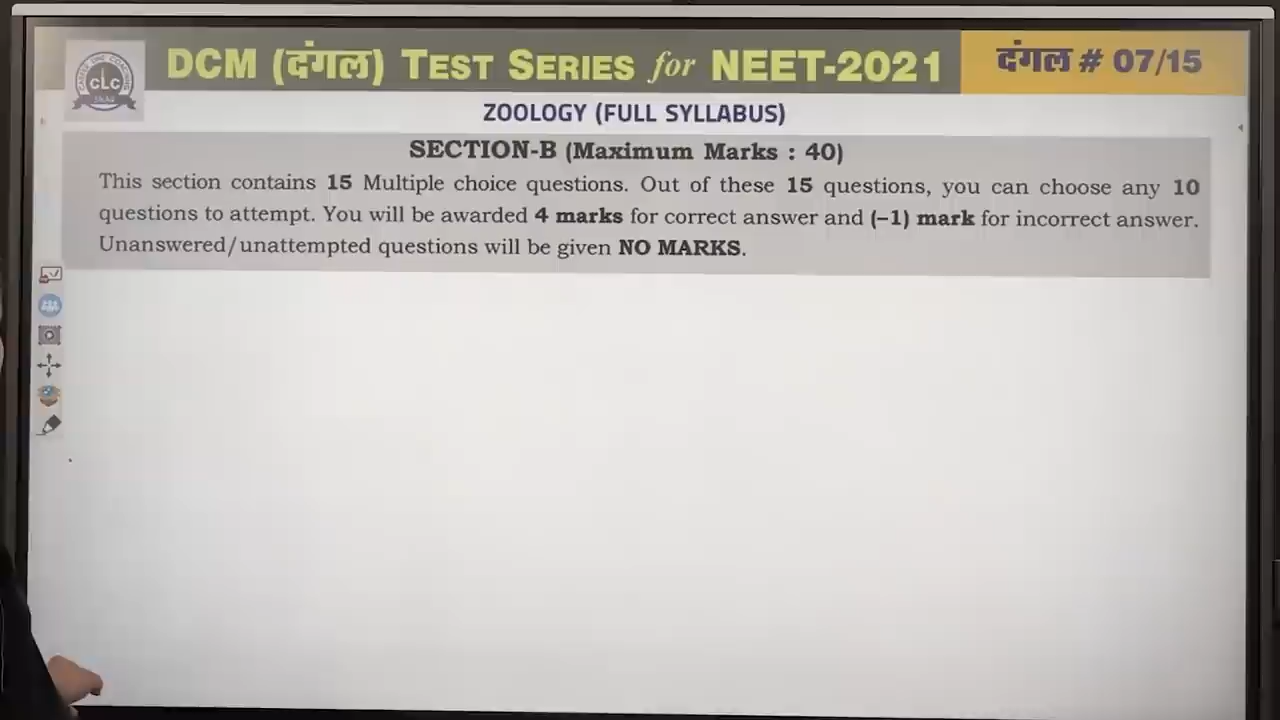 DCM (दंगल) TEST SERIES for NEET-2021
दंगल # 07/15
CLC
SIKAR
ZOOLOGY (FULL SYLLABUS)
SECTION-B (Maximum Marks : 40)
This section contains 15 Multiple choice questions. Out of these 15 questions, you can choose any 10
questions to attempt. You will be awarded 4 marks for correct answer and (–1) mark for incorrect answer.
Unanswered/unattempted questions will be given NO MARKS.